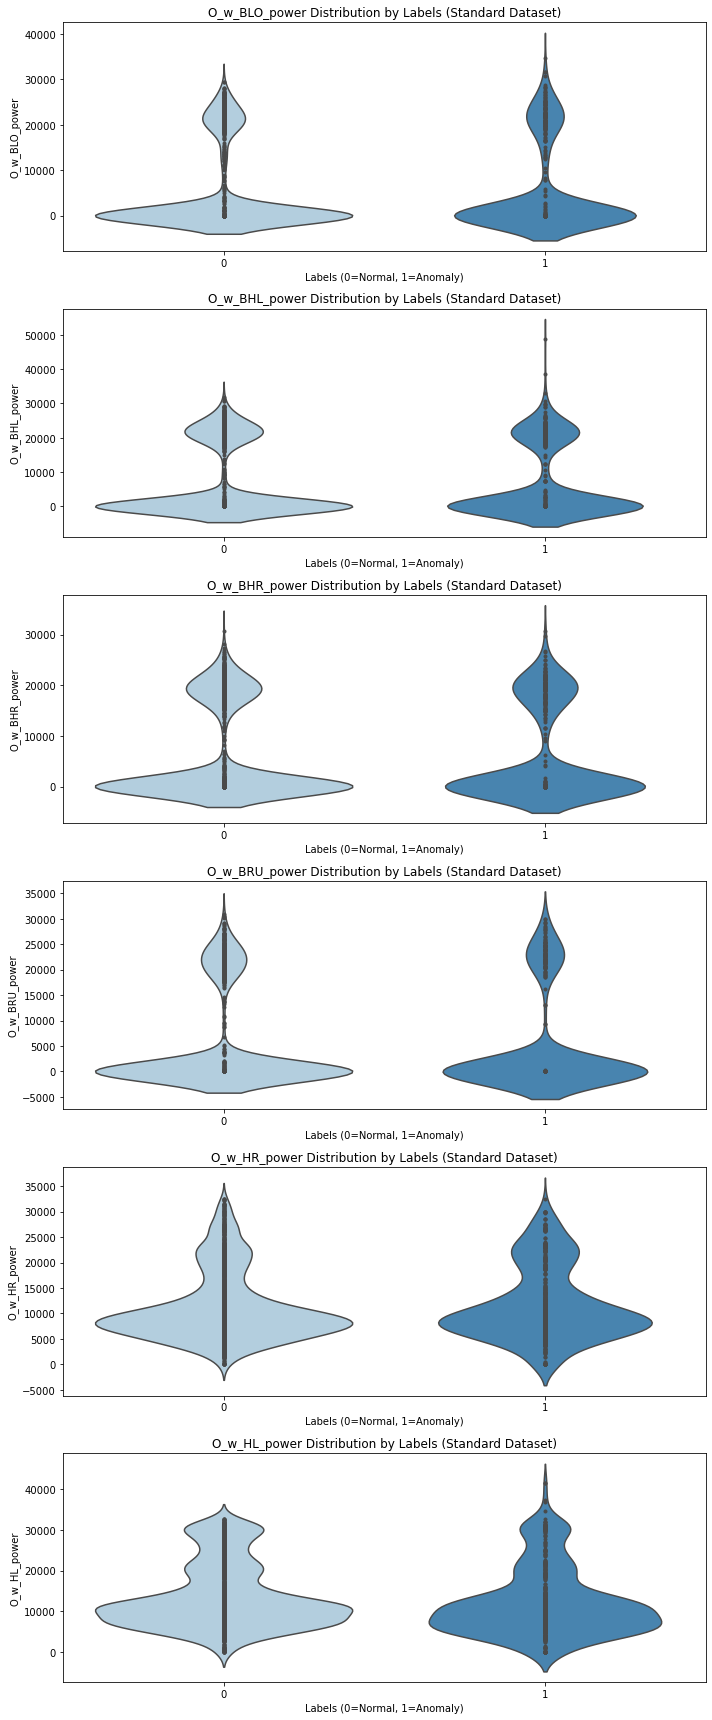 O_w_BLO_power Distribution by Labels (Standard Dataset)
O_w_BLO_power
40000
30000
20000
10000
0
0 1
Labels (0=Normal, 1=Anomaly)
O_w_BHL_power Distribution by Labels (Standard Dataset)
O_w_BHL_power
50000
40000
30000
20000
10000
0
0 1
Labels (0=Normal, 1=Anomaly)
O_w_BHR_power Distribution by Labels (Standard Dataset)
O_w_BHR_power
30000
20000
10000
0
0 1
Labels (0=Normal, 1=Anomaly)
O_w_BRU_power Distribution by Labels (Standard Dataset)
O_w_BRU_power
35000
30000
25000
20000
15000
10000
5000
0
−5000
0 1
Labels (0=Normal, 1=Anomaly)
O_w_HR_power Distribution by Labels (Standard Dataset)
O_w_HR_power
35000
30000
25000
20000
15000
10000
5000
0
−5000
0 1
Labels (0=Normal, 1=Anomaly)
O_w_HL_power Distribution by Labels (Standard Dataset)
O_w_HL_power
40000
30000
20000
10000
0
0 1
Labels (0=Normal, 1=Anomaly)